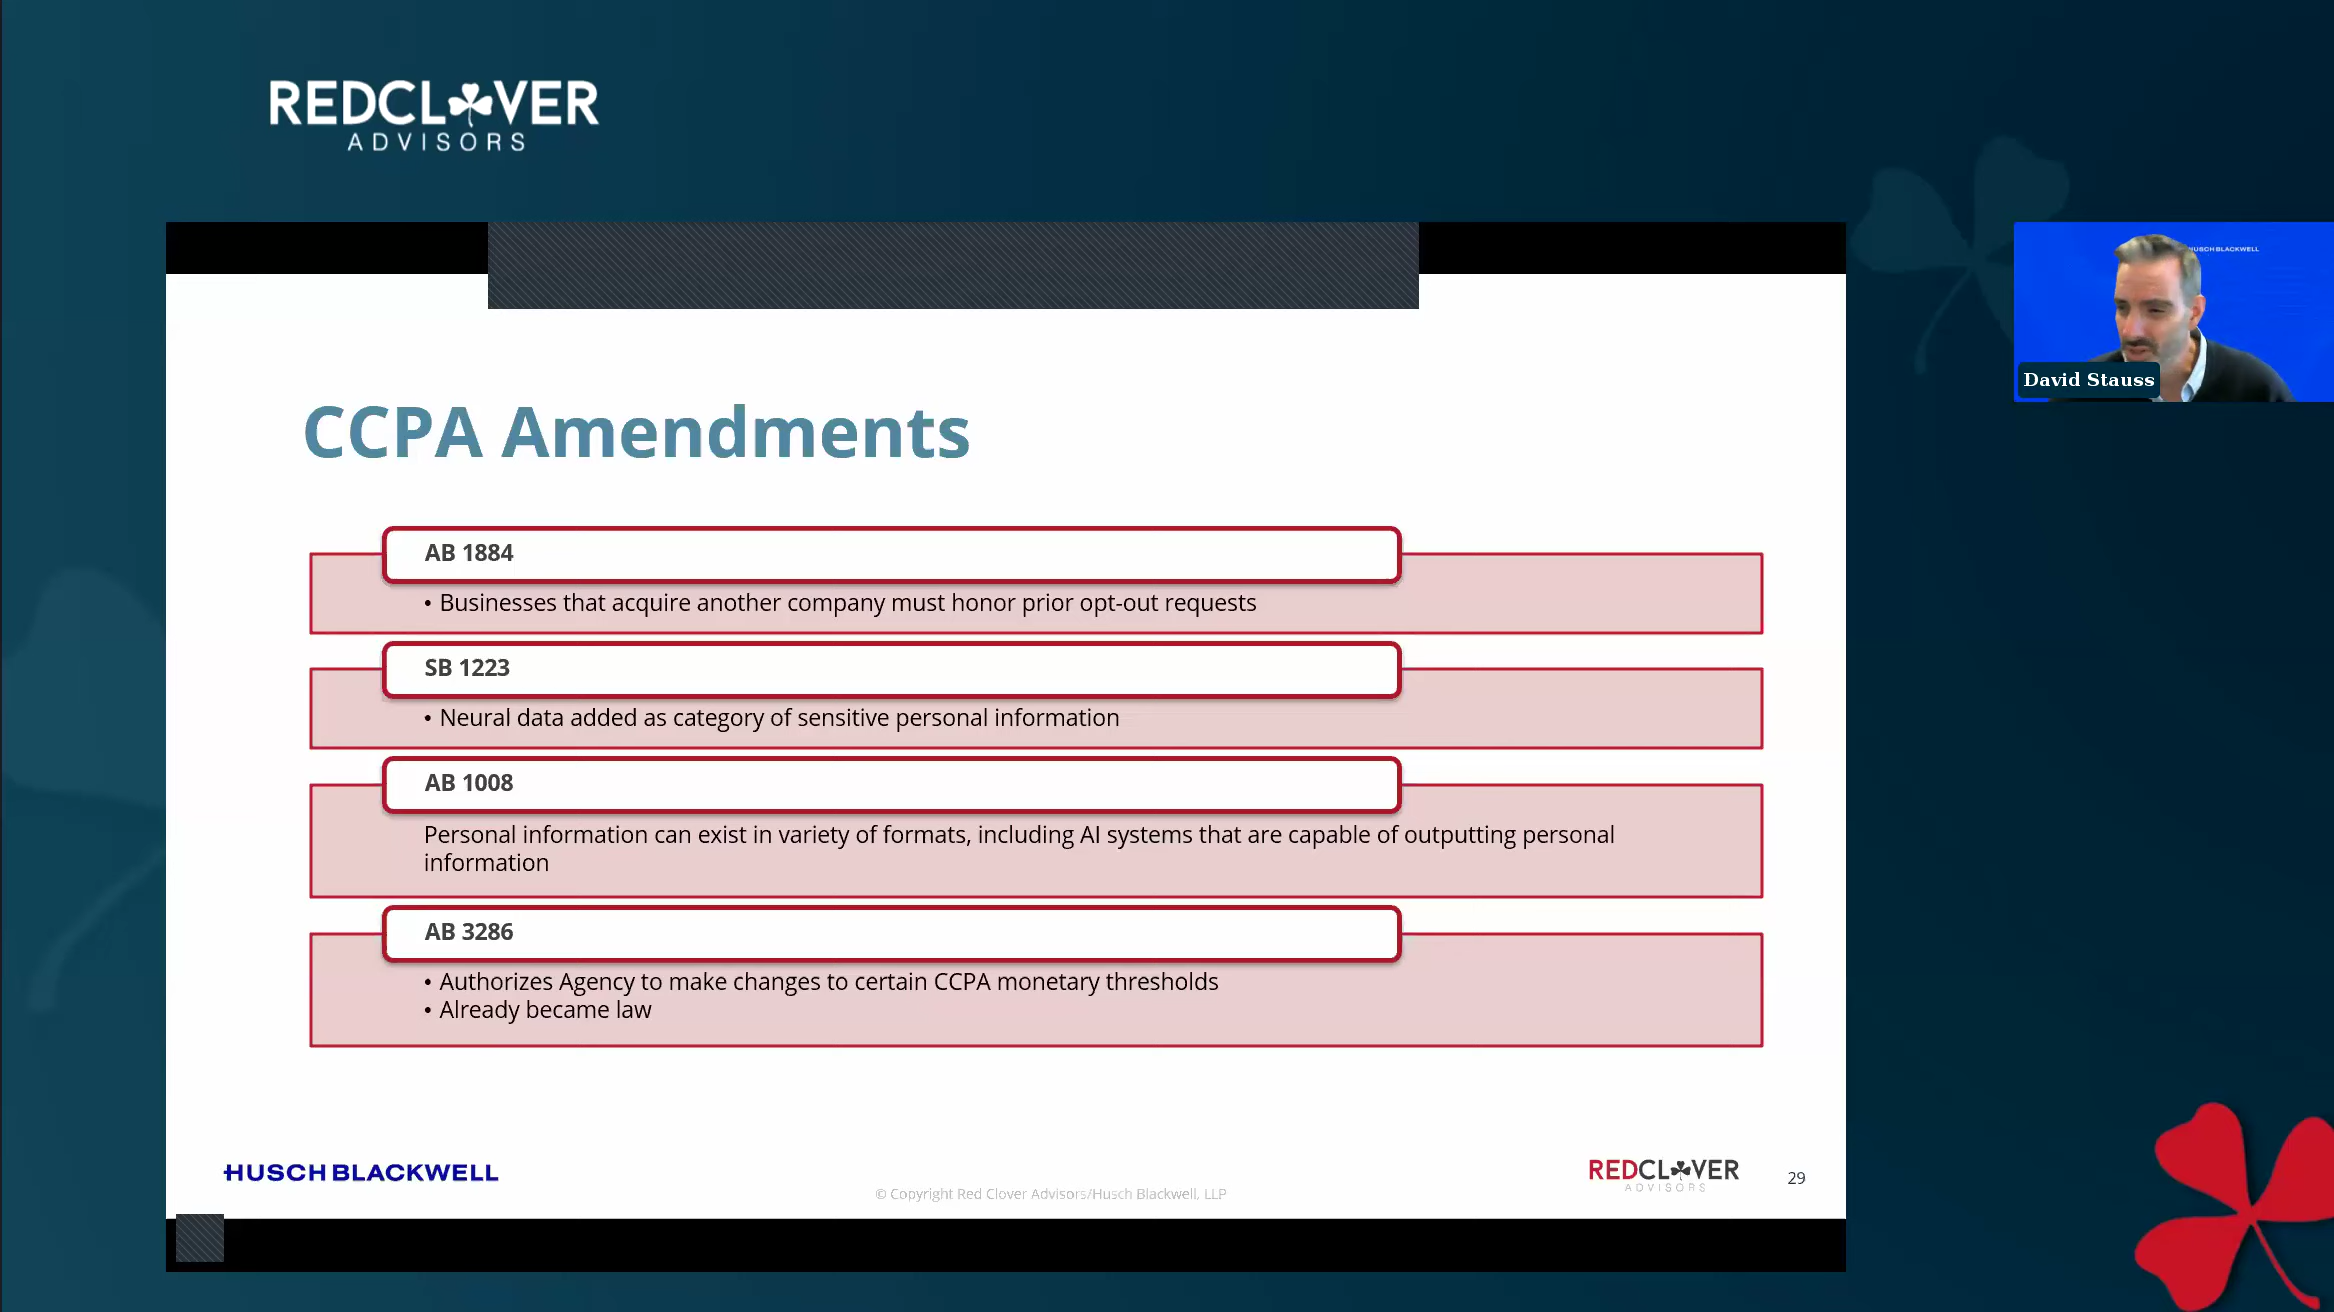 REDCLOVER
ADVISORS
HUSCH BLACKWELL
David Stauss
CCPA Amendments
AB 1884
• Businesses that acquire another company must honor prior opt-out requests
SB 1223
• Neural data added as category of sensitive personal information
AB 1008
Personal information can exist in variety of formats, including AI systems that are capable of outputting personal
information
AB 3286
• Authorizes Agency to make changes to certain CCPA monetary thresholds
• Already became law
HUSCH BLACKWELL
© Copyright Red Clover Advisors/Husch Blackwell, LLP
REDCLOVER
ADVISORS
29